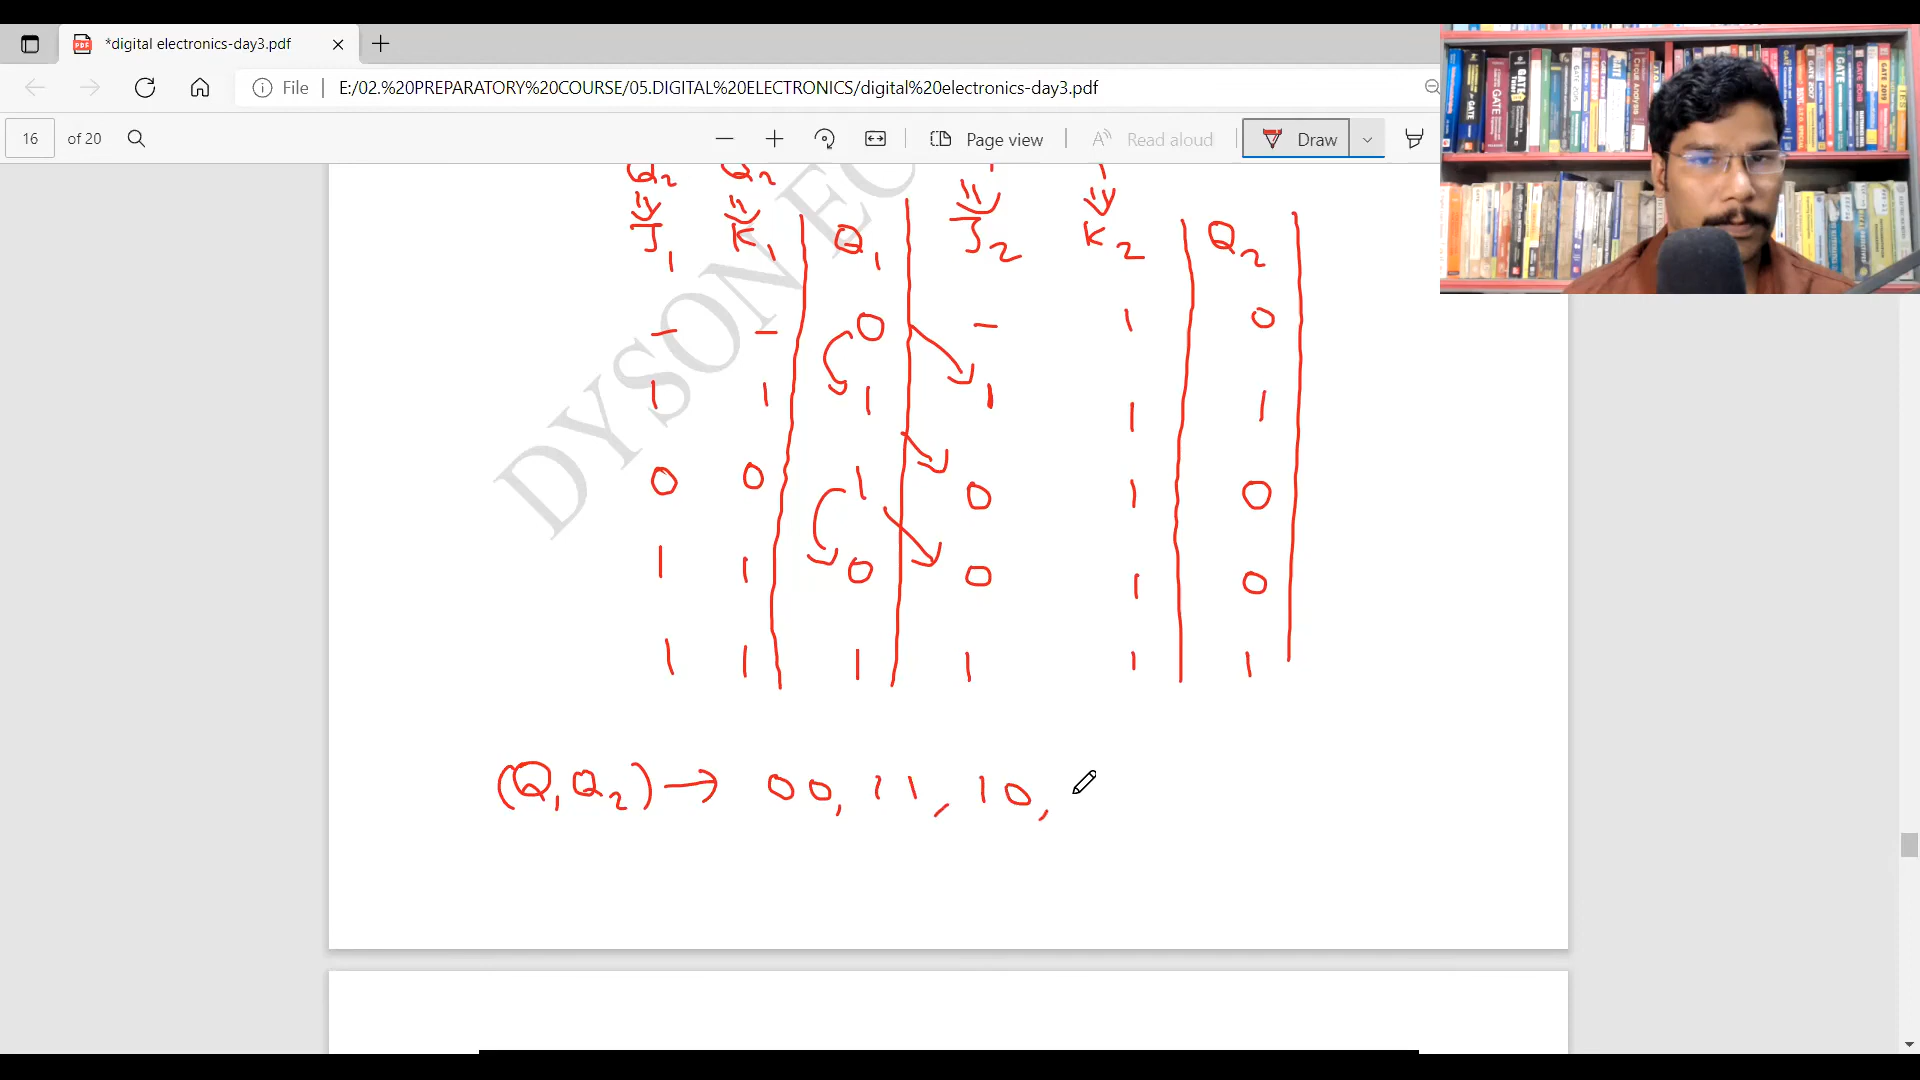 *digital electronics-day3.pdf
File E:/02.%20PREPARATORY%20COURSE/05.DIGITAL%20ELECTRONICS/digital%20electronics-day3.pdf
16 of 20 Page view Read aloud Draw
DYSON EC
Q2 Q2
J1 K1 Q1 J2 K2 Q2
- - 0 - 1 0
1 1 1 1 1 1
0 0 1 0 1 0
1 1 0 0 1 0
1 1 1 1 1 1
(Q1Q2) → 00, 11, 10,